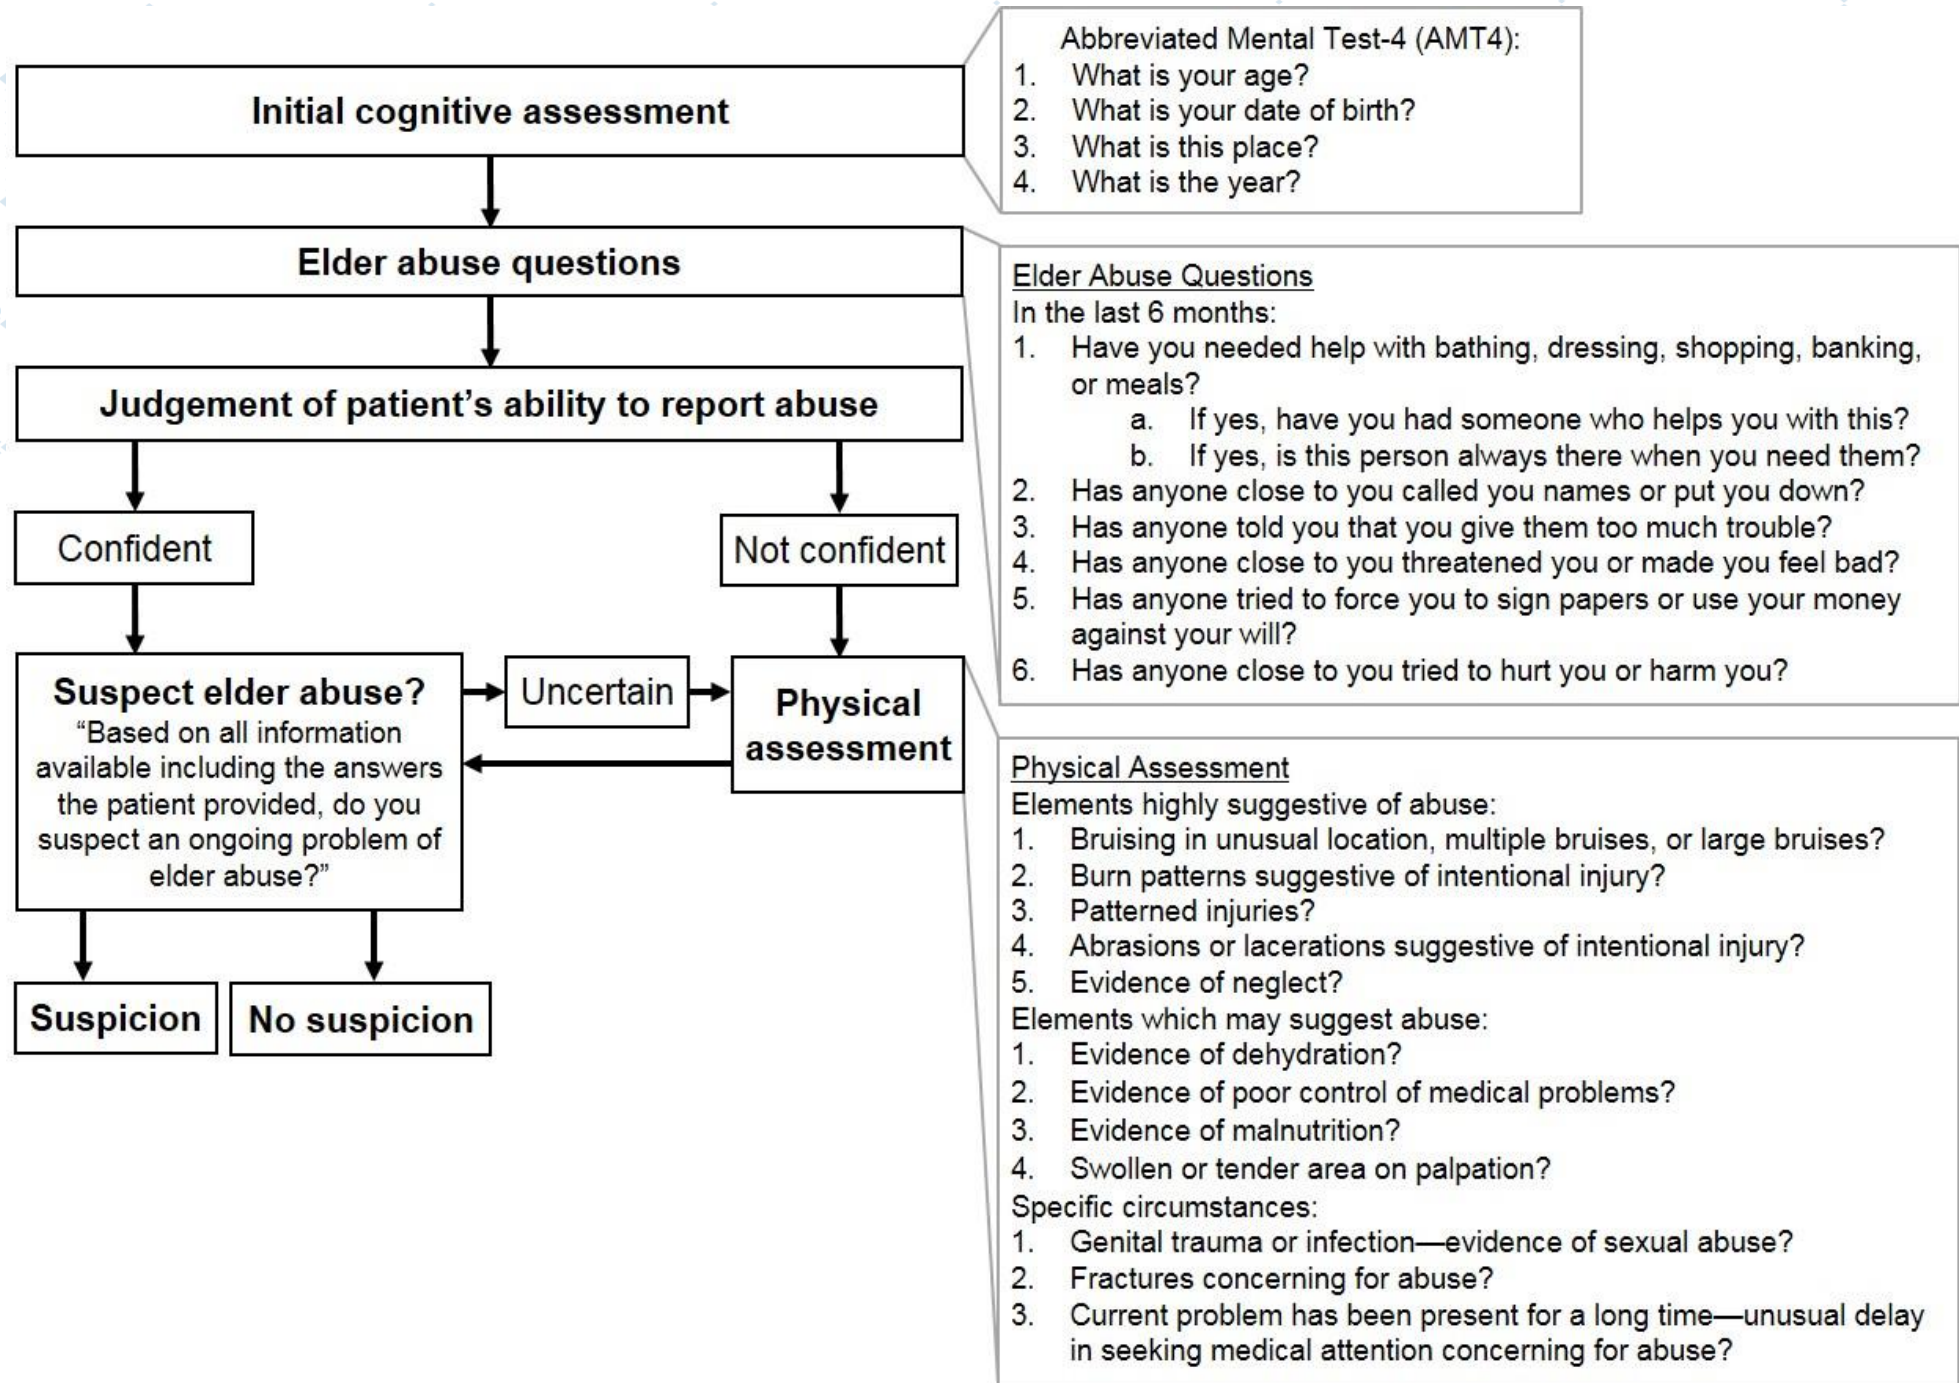 Initial cognitive assessment
Abbreviated Mental Test-4 (AMT4):
1. What is your age?
2. What is your date of birth?
3. What is this place?
4. What is the year?
Elder abuse questions
Elder Abuse Questions
In the last 6 months:
1. Have you needed help with bathing, dressing, shopping, banking,
or meals?
a. If yes, have you had someone who helps you with this?
b. If yes, is this person always there when you need them?
2. Has anyone close to you called you names or put you down?
3. Has anyone told you that you give them too much trouble?
4. Has anyone close to you threatened you or made you feel bad?
5. Has anyone tried to force you to sign papers or use your money
against your will?
6. Has anyone close to you tried to hurt you or harm you?
Judgement of patient’s ability to report abuse
Confident
Not confident
Suspect elder abuse?
“Based on all information
available including the answers
the patient provided, do you
suspect an ongoing problem of
elder abuse?”
Uncertain
Physical
assessment
Physical Assessment
Elements highly suggestive of abuse:
1. Bruising in unusual location, multiple bruises, or large bruises?
2. Burn patterns suggestive of intentional injury?
3. Patterned injuries?
4. Abrasions or lacerations suggestive of intentional injury?
5. Evidence of neglect?
Elements which may suggest abuse:
1. Evidence of dehydration?
2. Evidence of poor control of medical problems?
3. Evidence of malnutrition?
4. Swollen or tender area on palpation?
Specific circumstances:
1. Genital trauma or infection—evidence of sexual abuse?
2. Fractures concerning for abuse?
3. Current problem has been present for a long time—unusual delay
in seeking medical attention concerning for abuse?
Suspicion
No suspicion